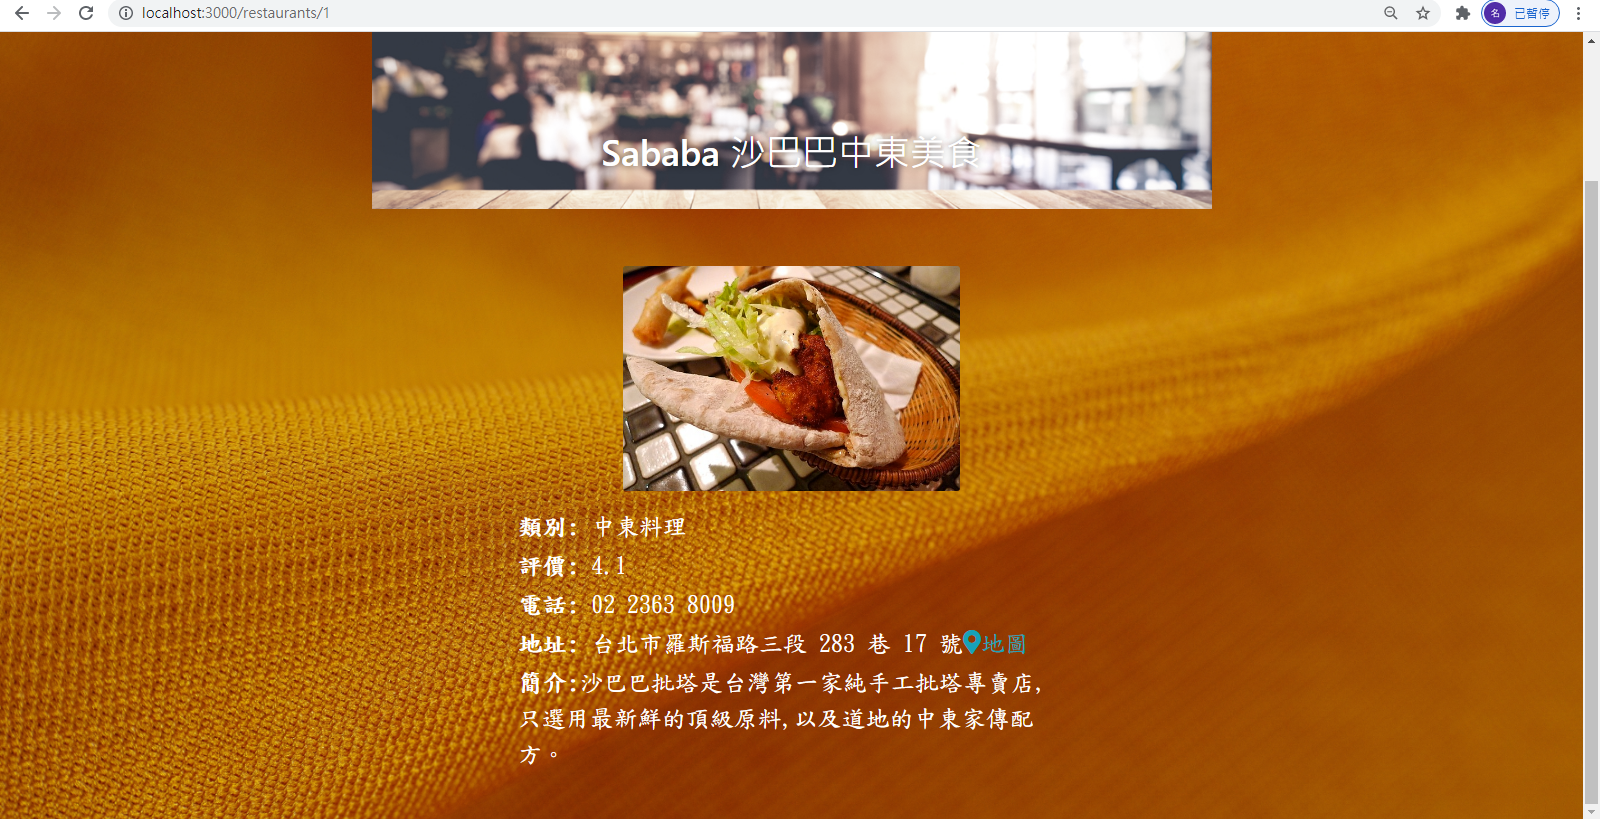 localhost:3000/restaurants/1
名 已暫停
Sababa 沙巴巴中東美食
類別: 中東料理
評價: 4.1
電話: 02 2363 8009
地址: 台北市羅斯福路三段 283 巷 17 號地圖
簡介:沙巴巴批塔是台灣第一家純手工批塔專賣店,
只選用最新鮮的頂級原料,以及道地的中東家傳配
方。